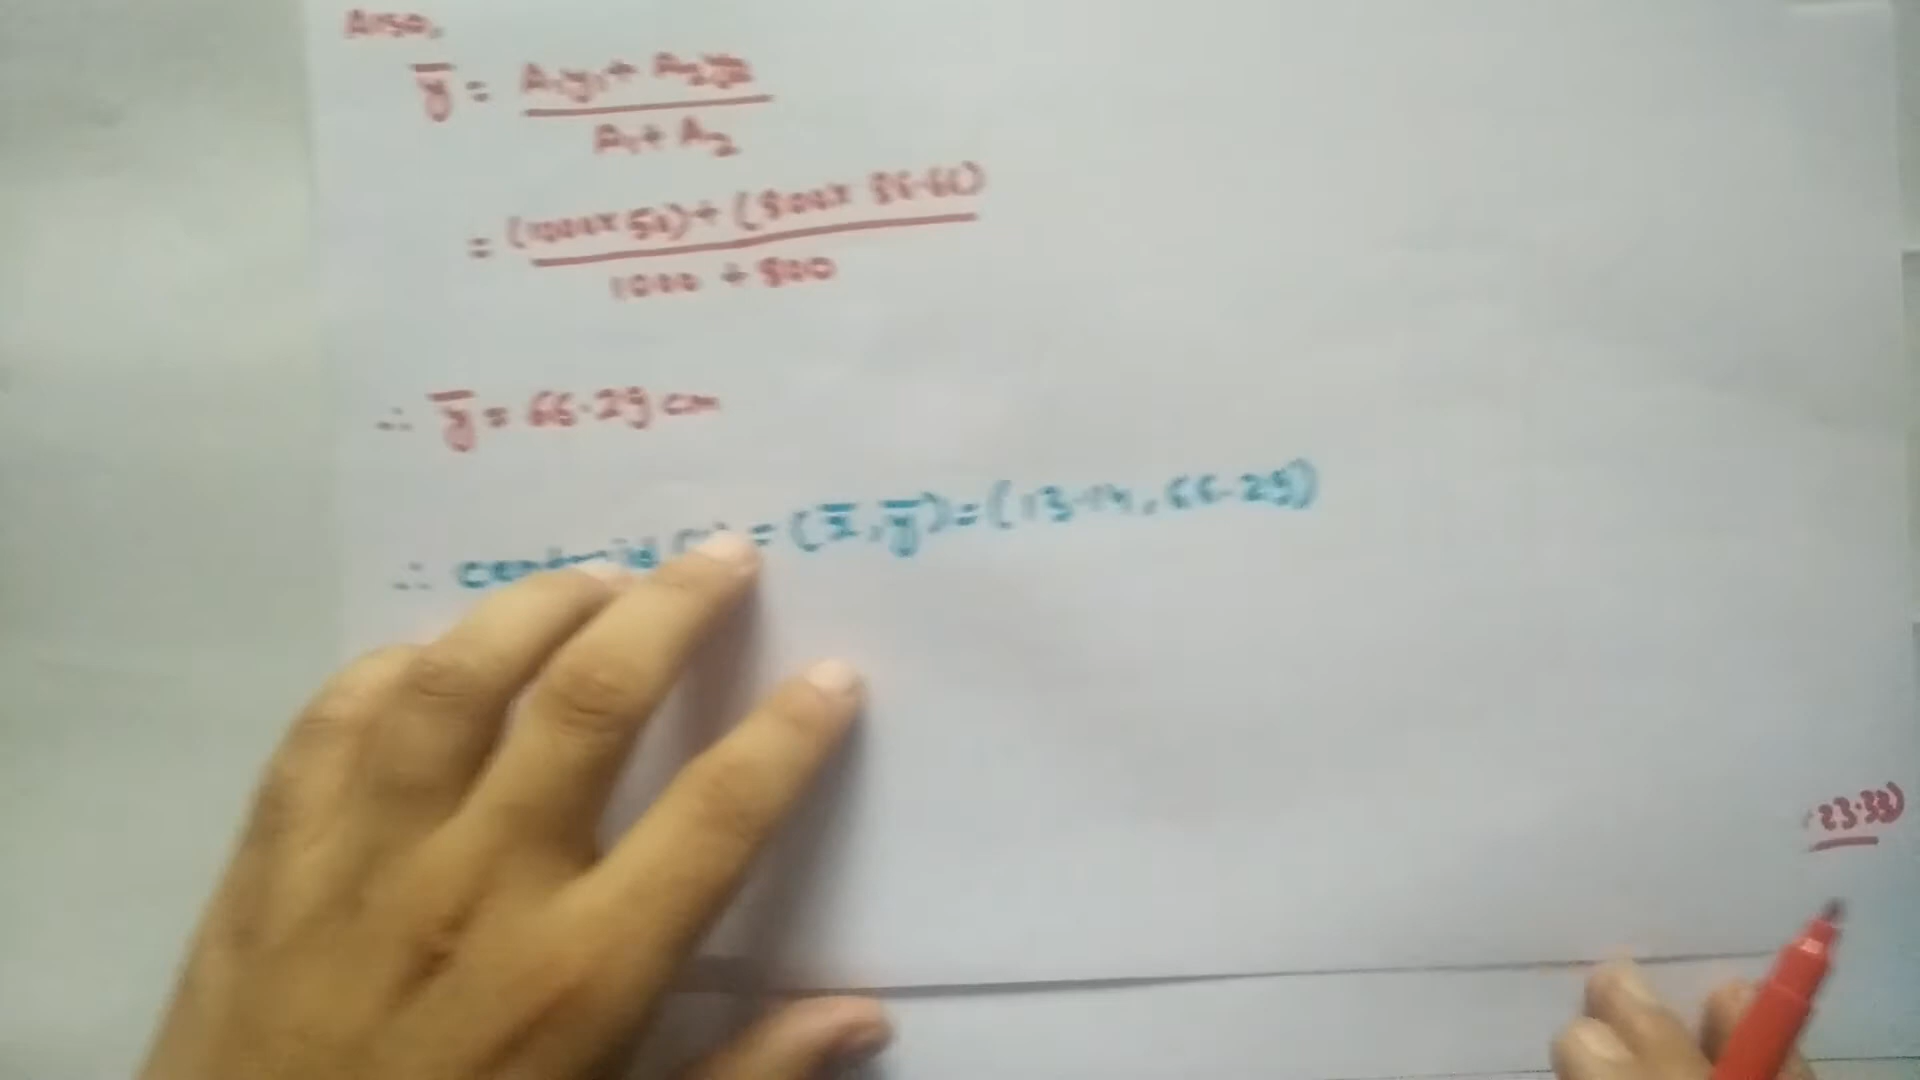 Also,
ȳ = A₁y₁ + A₂y₂
A₁ + A₂
= (1000×50) + (800× 86.66)
1000 + 800
∴ ȳ = 66.29 cm
∴ = (x̄, ȳ) = (13.14, 66.29)
23.33)